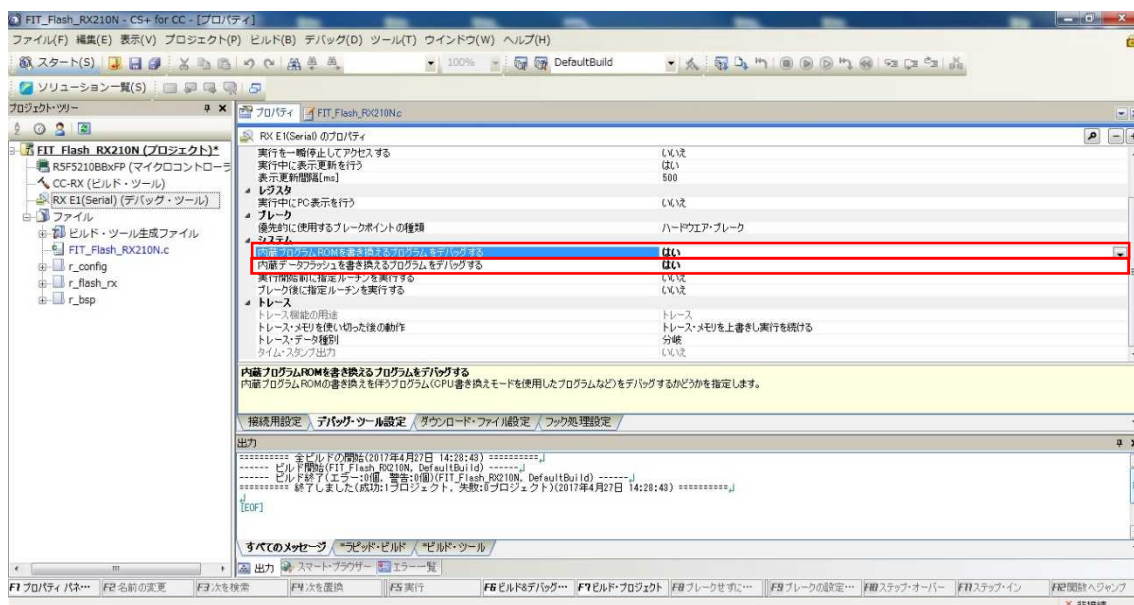 FIT_Flash_RX210N - CS+ for CC - [プロパティ]
ファイル(F) 編集(E) 表示(V) プロジェクト(P) ビルド(B) デバッグ(D) ツール(T) ウインドウ(W) ヘルプ(H)
スタート(S) 100% DefaultBuild
ソリューション一覧(S)
プロジェクト・ツリー
FIT_Flash_RX210N (プロジェクト)*
R5F5210BBxFP (マイクロコントローラ
CC-RX (ビルド・ツール)
RX E1(Serial) (デバッグ・ツール)
ファイル
ビルド・ツール生成ファイル
FIT_Flash_RX210N.c
r_config
r_flash_rx
r_bsp
プロパティ FIT_Flash_RX210N.c
RX E1(Serial) のプロパティ
実行を一瞬停止してアクセスする いいえ
実行中に表示更新を行う はい
表示更新間隔[ms] 500
レジスタ
実行中にPC表示を行う いいえ
ブレーク
優先的に使用するブレークポイントの種類 ハードウエア・ブレーク
システム
内蔵プログラムROMを書き換えるプログラムをデバッグする はい
内蔵データフラッシュを書き換えるプログラムをデバッグする はい
実行開始前に指定ルーチンを実行する いいえ
ブレーク後に指定ルーチンを実行する いいえ
トレース
トレース機能の用途 トレース
トレース・メモリを使い切った後の動作 トレース・メモリを上書きし実行を続ける
トレース・データ種別 分岐
タイム・スタンプ出力 いいえ
内蔵プログラムROMを書き換えるプログラムをデバッグする
内蔵プログラムROMの書き換えを伴うプログラム(CPU書き換えモードを使用したプログラムなど)をデバッグするかどうかを指定します。
接続用設定 デバッグ・ツール設定 ダウンロード・ファイル設定 フック処理設定
出力
========== 全ビルドの開始(2017年4月27日 14:28:43) ==========
------ ビルド開始(FIT_Flash_RX210N, DefaultBuild) ------
------ ビルド終了(エラー:0個, 警告:0個)(FIT_Flash_RX210N, DefaultBuild) ------
========== 終了しました(成功:1プロジェクト, 失敗:0プロジェクト)(2017年4月27日 14:28:43) ==========
[EOF]
すべてのメッセージ *ラピッド・ビルド *ビルド・ツール
出力 スマート・ブラウザー エラー一覧
F1 プロパティ パネ… F2 名前の変更 F3 次を検索 F4 次を置換 F5 実行 F6 ビルド&デバッグ… F7 ビルド・プロジェクト F8 ブレークせずに… F9 ブレークの設定… F10 ステップ・オーバー F11 ステップ・イン F12 関数へジャンプ
非接続